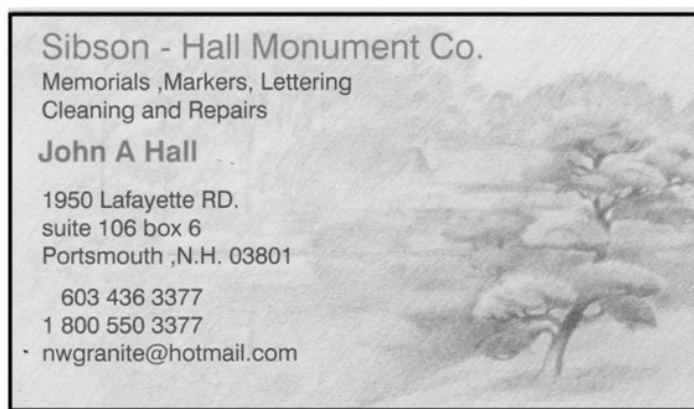 Sibson - Hall Monument Co.
Memorials ,Markers, Lettering
Cleaning and Repairs
John A Hall
1950 Lafayette RD.
suite 106 box 6
Portsmouth ,N.H. 03801
603 436 3377
1 800 550 3377
nwgranite@hotmail.com